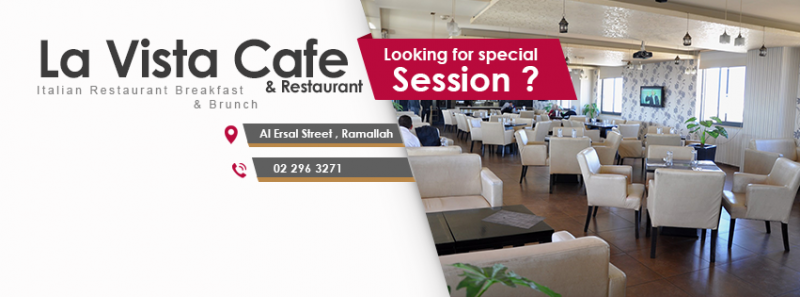 La Vista Cafe
& Restaurant
Italian Restaurant Breakfast
& Brunch
Looking for special
Session ?
Al Ersal Street , Ramallah
02 296 3271